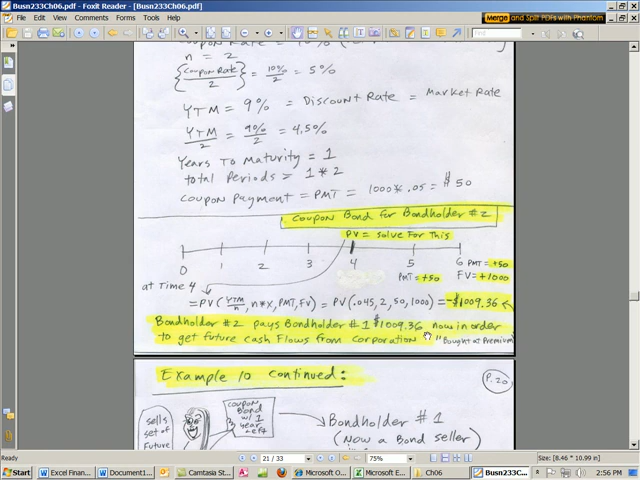 Busn233Ch06.pdf - Foxit Reader - [Busn233Ch06.pdf]
File Edit View Comments Forms Tools Help
Merge and Split PDFs with Phantom
Find
Coupon Rate = 10%
n = 2
{Coupon Rate / 2} = 10%/2 = 5%
YTM = 9% = Discount Rate = Market Rate
YTM/2 = 9%/2 = 4.5%
Years To Maturity = 1
Total Periods = 1*2
Coupon Payment = PMT = 1000*.05 = $50
Coupon Bond for Bondholder #2
PV = Solve For This
0 1 2 3 4 5 6
PMT = +50
PMT = +50 FV = +1000
at Time 4
=PV(YTM/n, n*X, PMT, FV) = PV(.045, 2, 50, 1000) = -$1009.36
Bondholder #2 pays Bondholder #1 $1009.36 now in order
to get future cash Flows from corporation "Bought at Premium"
Example 10 continued:
P.20
sells
set of
Future
coupon
Bond
w/ 1
year
left
Bondholder #1
(Now a Bond seller)
Ready
21 / 33
75%
Size: [8.46 * 10.99 in]
Start
Excel Finan...
Document1...
Camtasia St...
Microsoft O...
Microsoft E...
Ch06
Busn233C...
2:56 PM